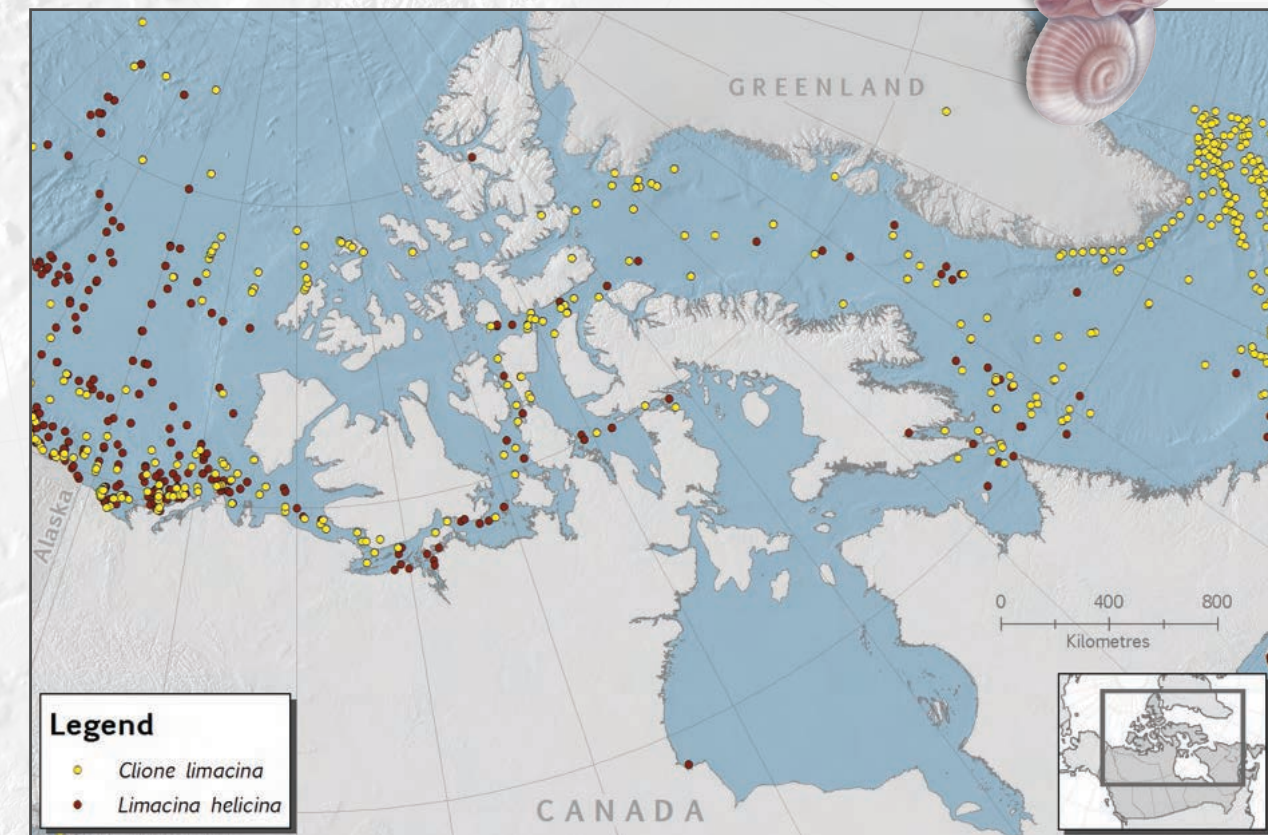 GREENLAND
Alaska
0 400 800
Kilometres
Legend
Clione limacina
Limacina helicina
CANADA